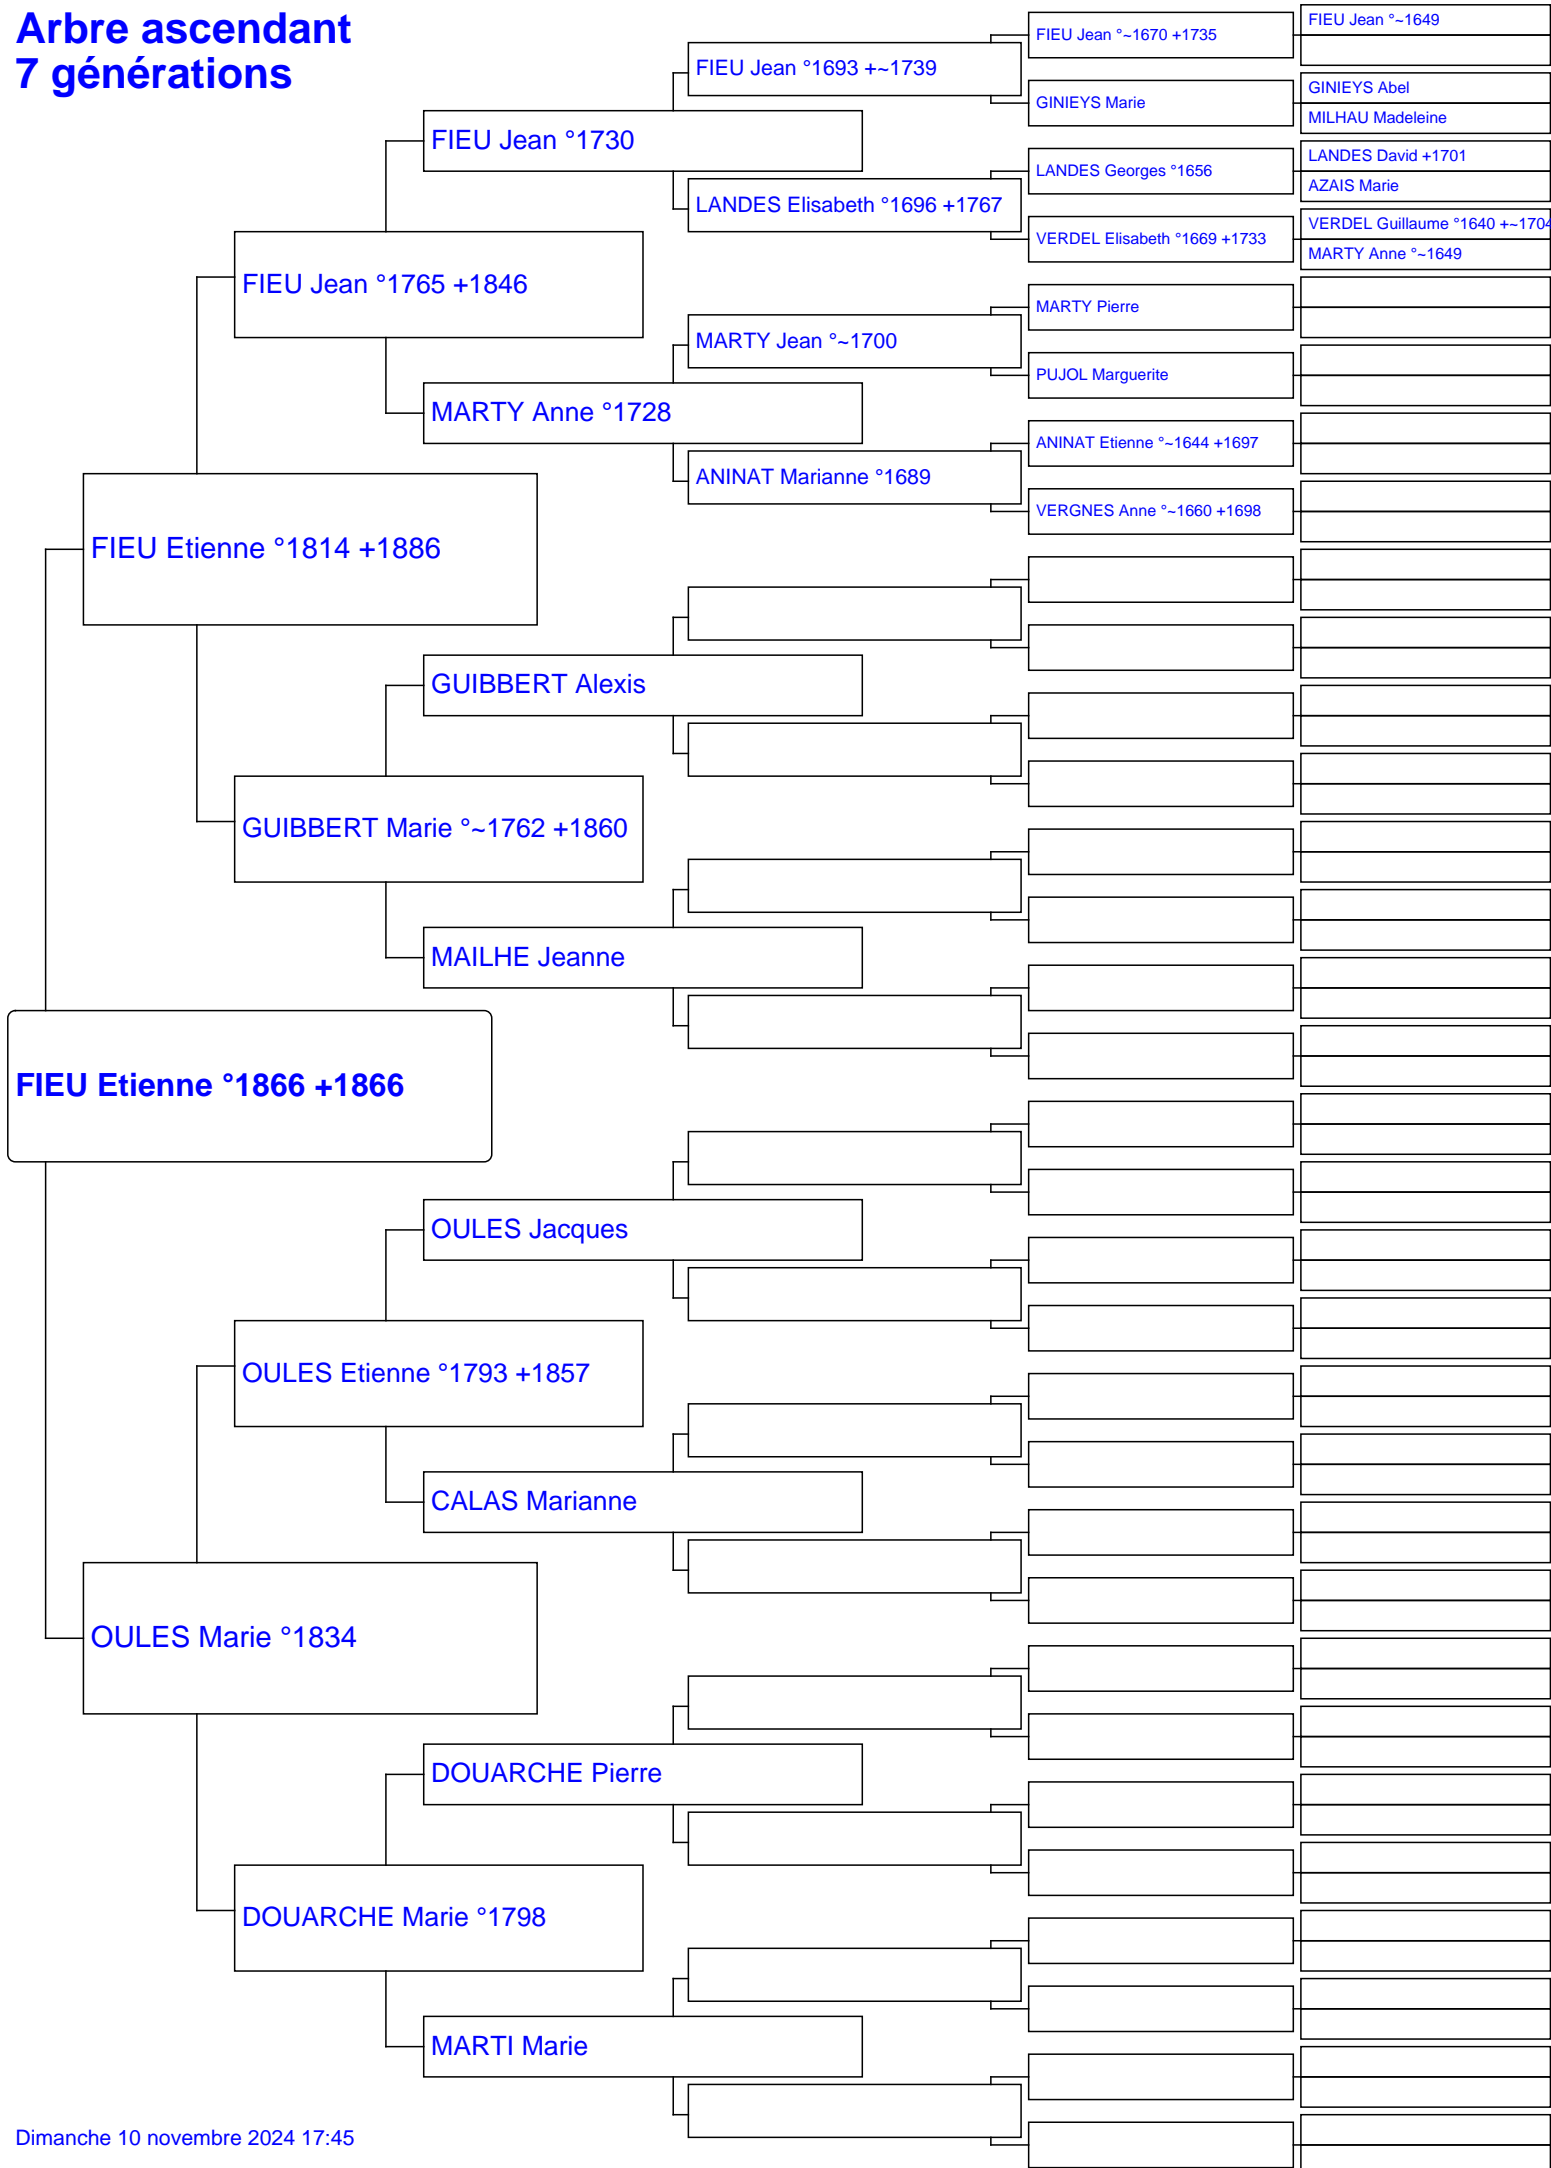 Arbre ascendant
7 générations
FIEU Jean °~1649
FIEU Jean °~1670 +1735
FIEU Jean °1693 +~1739
GINIEYS Abel
GINIEYS Marie
MILHAU Madeleine
FIEU Jean °1730
LANDES David +1701
LANDES Georges °1656
AZAIS Marie
LANDES Elisabeth °1696 +1767
VERDEL Guillaume °1640 +~1704
VERDEL Elisabeth °1669 +1733
MARTY Anne °~1649
FIEU Jean °1765 +1846
MARTY Pierre
MARTY Jean °~1700
PUJOL Marguerite
MARTY Anne °1728
ANINAT Etienne °~1644 +1697
ANINAT Marianne °1689
VERGNES Anne °~1660 +1698
FIEU Etienne °1814 +1886
GUIBBERT Alexis
GUIBBERT Marie °~1762 +1860
MAILHE Jeanne
FIEU Etienne °1866 +1866
OULES Jacques
OULES Etienne °1793 +1857
CALAS Marianne
OULES Marie °1834
DOUARCHE Pierre
DOUARCHE Marie °1798
MARTI Marie
Dimanche 10 novembre 2024 17:45